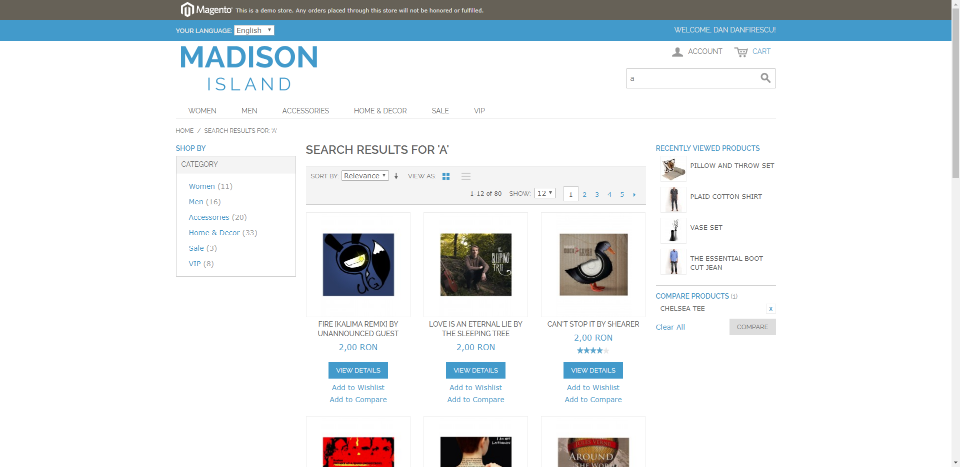 Magento® This is a demo store. Any orders placed through this store will not be honored or fulfilled.
YOUR LANGUAGE: English
WELCOME, DAN DANFIRESCU!
MADISON
ISLAND
ACCOUNT CART
a
WOMEN MEN ACCESSORIES HOME & DECOR SALE VIP
HOME / SEARCH RESULTS FOR: 'A'
SHOP BY
CATEGORY
Women (11)
Men (16)
Accessories (20)
Home & Decor (33)
Sale (3)
VIP (8)
SEARCH RESULTS FOR 'A'
SORT BY Relevance VIEW AS
1-12 of 80 SHOW: 12 1 2 3 4 5 »
THE SLEEPING TREE
FIRE (KALIMA REMIX) BY
UNANNOUNCED GUEST
2,00 RON
VIEW DETAILS
Add to Wishlist
Add to Compare
LOVE IS AN ETERNAL LIE BY
THE SLEEPING TREE
2,00 RON
VIEW DETAILS
Add to Wishlist
Add to Compare
CAN'T STOP IT BY SHEARER
2,00 RON
VIEW DETAILS
Add to Wishlist
Add to Compare
AROUND
THE WORLD
RECENTLY VIEWED PRODUCTS
PILLOW AND THROW SET
PLAID COTTON SHIRT
VASE SET
THE ESSENTIAL BOOT
CUT JEAN
COMPARE PRODUCTS (1)
CHELSEA TEE x
Clear All COMPARE